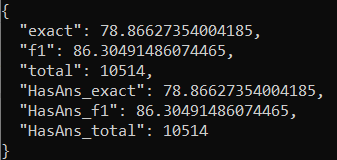 {
"exact": 78.86627354004185,
"f1": 86.30491486074465,
"total": 10514,
"HasAns_exact": 78.86627354004185,
"HasAns_f1": 86.30491486074465,
"HasAns_total": 10514
}